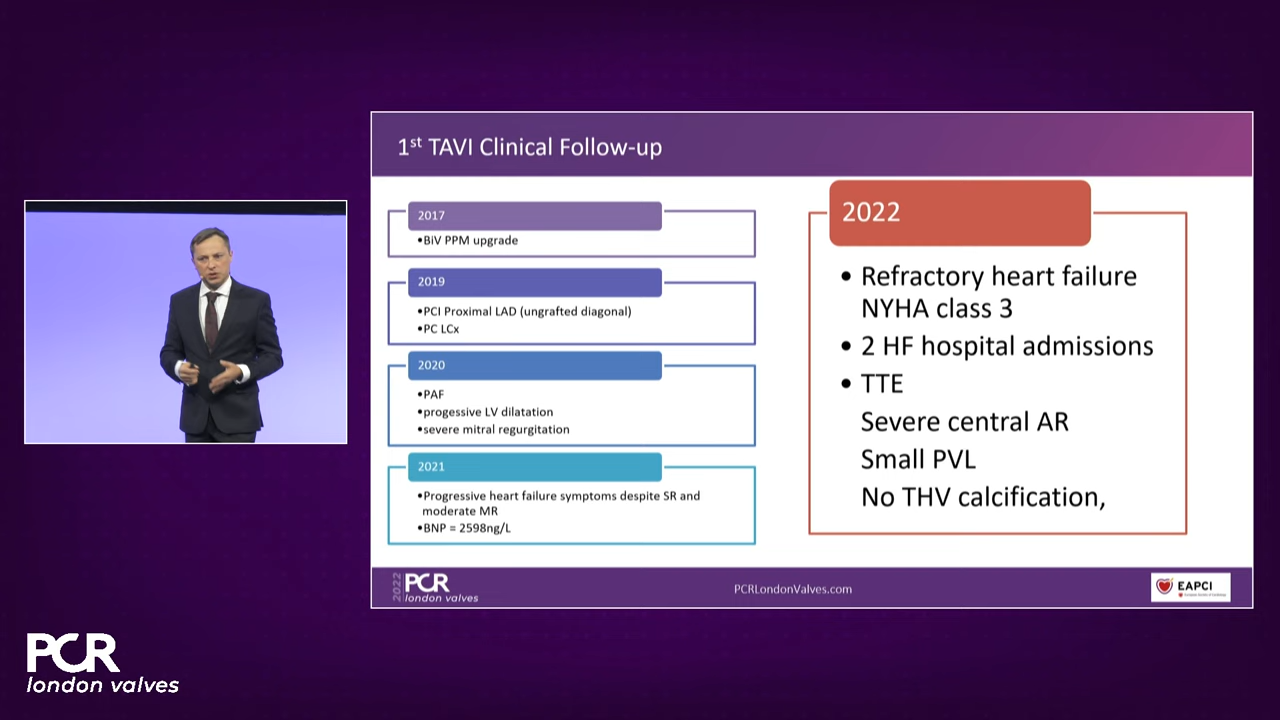 1st TAVI Clinical Follow-up
2017
•BiV PPM upgrade
2019
•PCI Proximal LAD (ungrafted diagonal)
•PC LCx
2020
•PAF
•progessive LV dilatation
•severe mitral regurgitation
2021
•Progressive heart failure symptoms despite SR and
moderate MR
•BNP = 2598ng/L
2022
• Refractory heart failure
NYHA class 3
• 2 HF hospital admissions
• TTE
Severe central AR
Small PVL
No THV calcification,
2022
PCR
london valves
PCRLondonValves.com
EAPCI
PCR
london valves